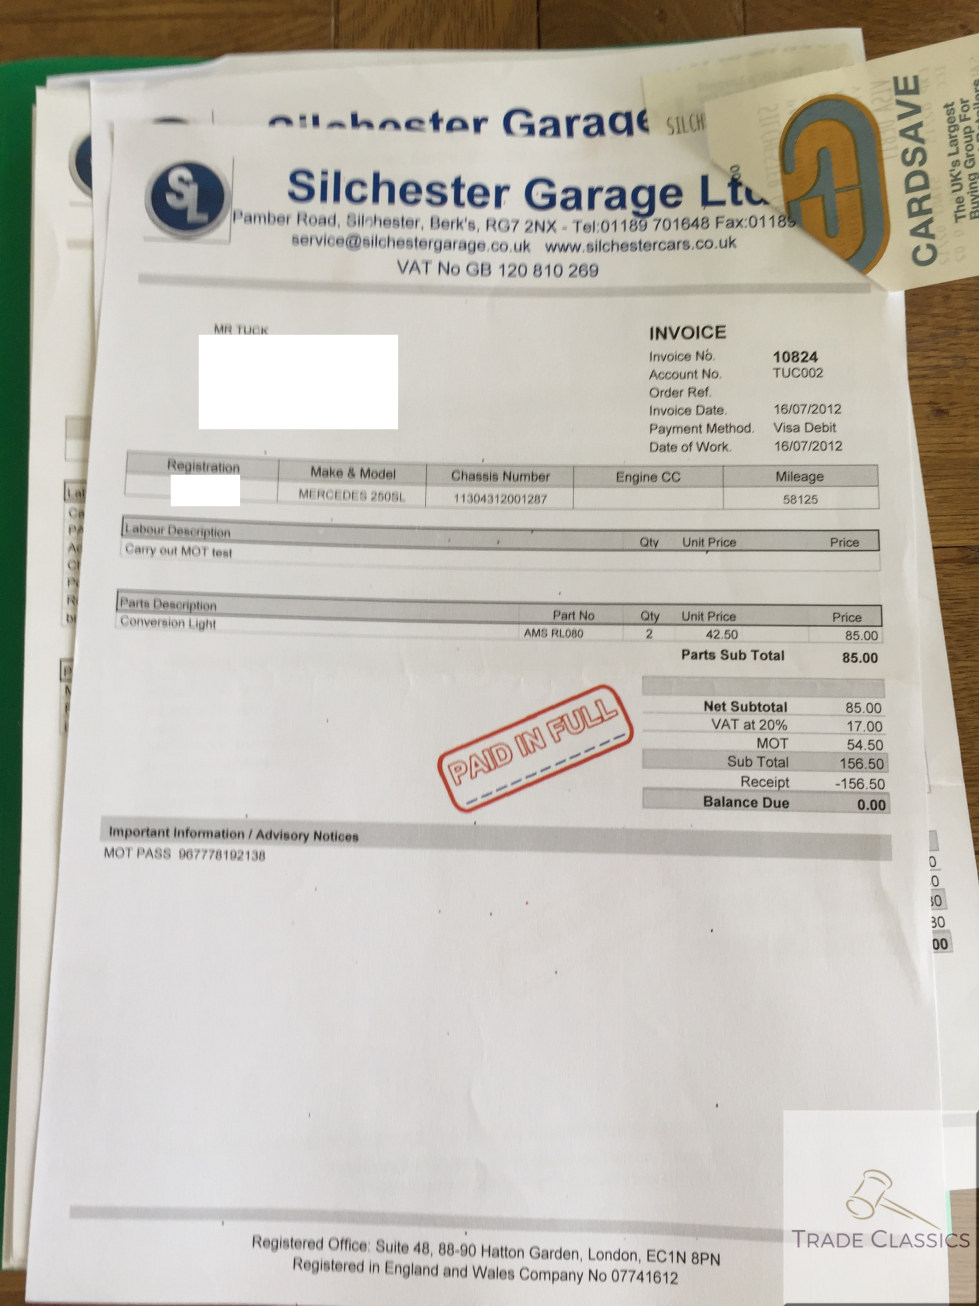 Silchester Garage
SILCH
CARDSAVE
The UK's Largest
Buying Group For
SL
Silchester Garage Ltd
Pamber Road, Silchester, Berk's, RG7 2NX - Tel:01189 701648 Fax:01189
service@silchestergarage.co.uk www.silchestercars.co.uk
VAT No GB 120 810 269
MR TUCK
INVOICE
Invoice No. 10824
Account No. TUC002
Order Ref.
Invoice Date. 16/07/2012
Payment Method. Visa Debit
Date of Work. 16/07/2012
Registration Make & Model Chassis Number Engine CC Mileage
MERCEDES 250SL 11304312001287 58125
Labour Description Qty Unit Price Price
Carry out MOT test
Parts Description Part No Qty Unit Price Price
Conversion Light AMS RL080 2 42.50 85.00
Parts Sub Total 85.00
Net Subtotal 85.00
VAT at 20% 17.00
MOT 54.50
Sub Total 156.50
Receipt -156.50
Balance Due 0.00
PAID IN FULL
Important Information / Advisory Notices
MOT PASS 967778192138
Registered Office: Suite 48, 88-90 Hatton Garden, London, EC1N 8PN
Registered in England and Wales Company No 07741612
TRADE CLASSICS